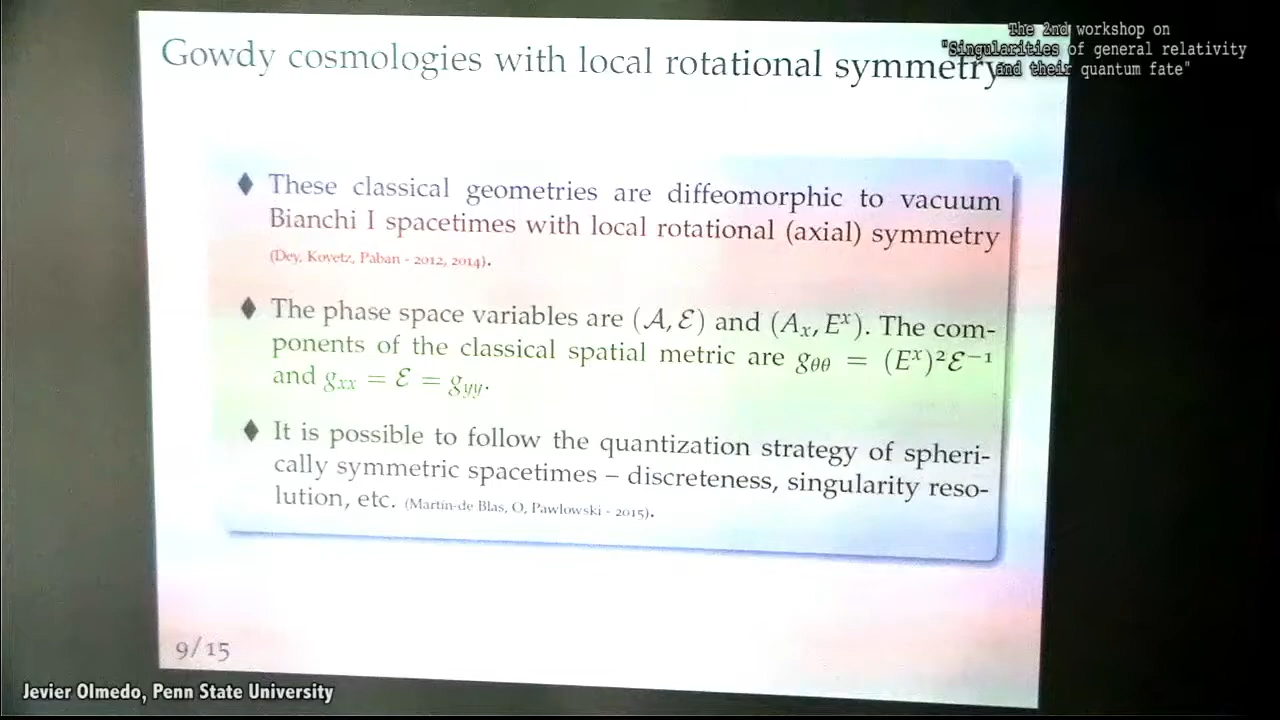 Gowdy cosmologies with local rotational symmetry
The 2nd workshop on
"Singularities of general relativity
and their quantum fate"
♦ These classical geometries are diffeomorphic to vacuum
Bianchi I spacetimes with local rotational (axial) symmetry
(Dey, Kovetz, Paban - 2012, 2014).
♦ The phase space variables are (𝒜, ℰ) and (Aₓ, Eˣ). The com-
ponents of the classical spatial metric are g_θθ = (Eˣ)²ℰ⁻¹
and g_xx = ℰ = g_yy.
♦ It is possible to follow the quantization strategy of spheri-
cally symmetric spacetimes – discreteness, singularity reso-
lution, etc. (Martín-de Blas, O, Pawlowski - 2015).
9/15
Jevier Olmedo, Penn State University